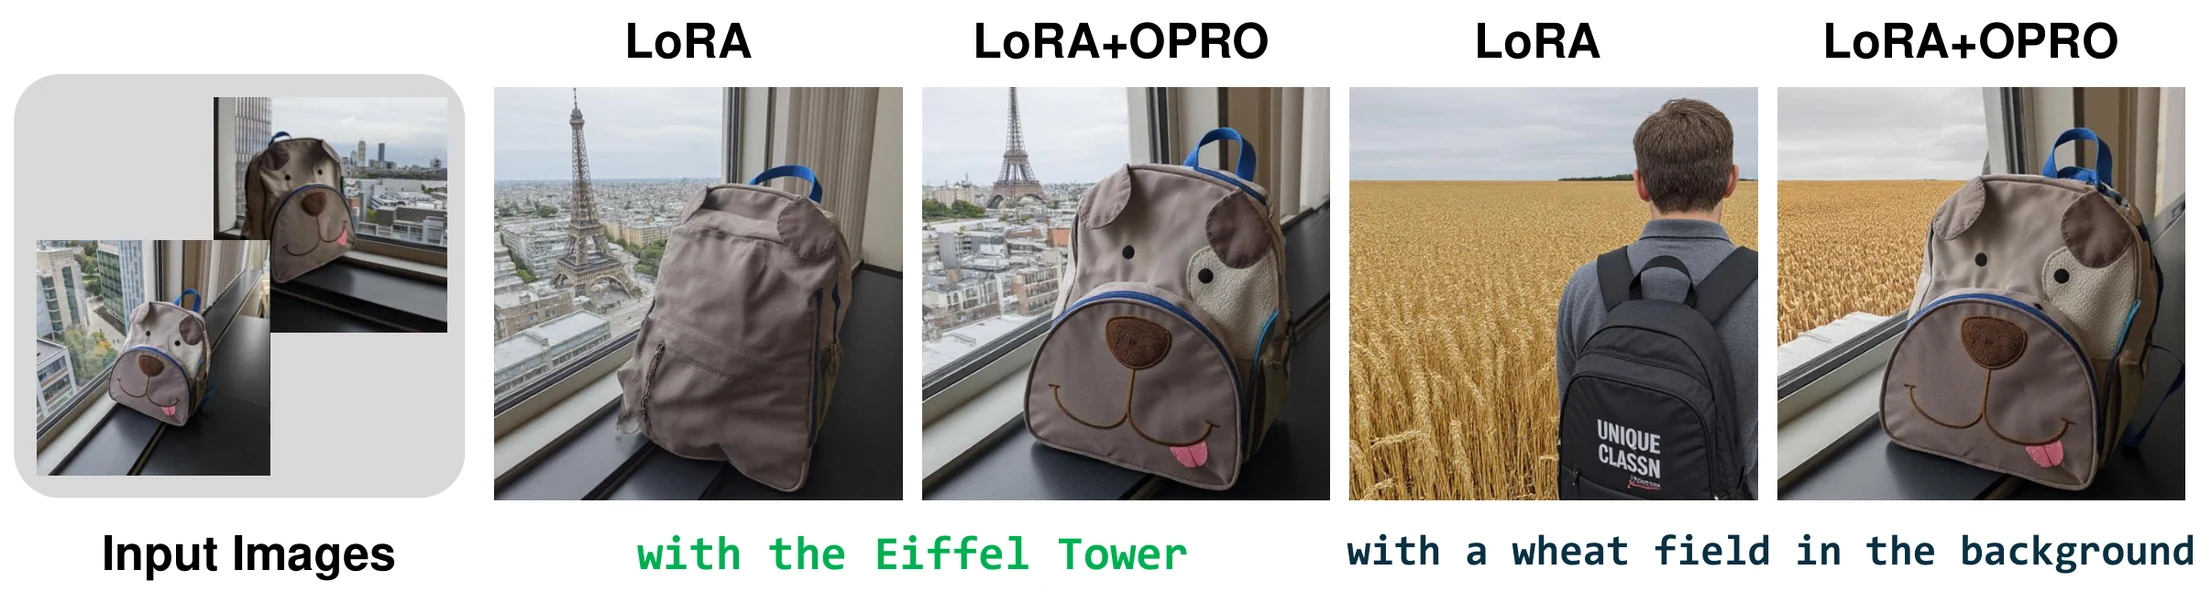 LoRA
LoRA+OPRO
LoRA
LoRA+OPRO
UNIQUE
CLASSN
Input Images
with the Eiffel Tower
with a wheat field in the background